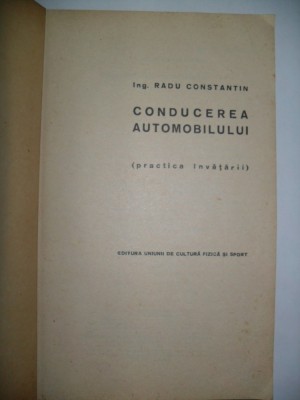 Ing. RADU CONSTANTIN
CONDUCEREA
AUTOMOBILULUI
(practica învățării)
EDITURA UNIUNII DE CULTURĂ FIZICĂ ȘI SPORT